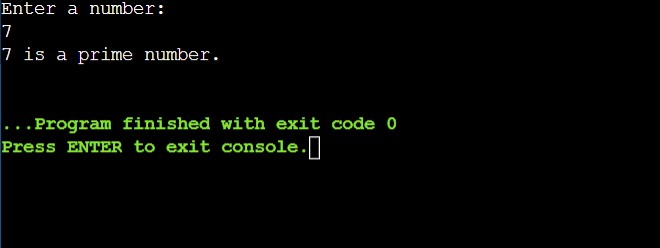 Enter a number:
7
7 is a prime number.
...Program finished with exit code 0
Press ENTER to exit console.